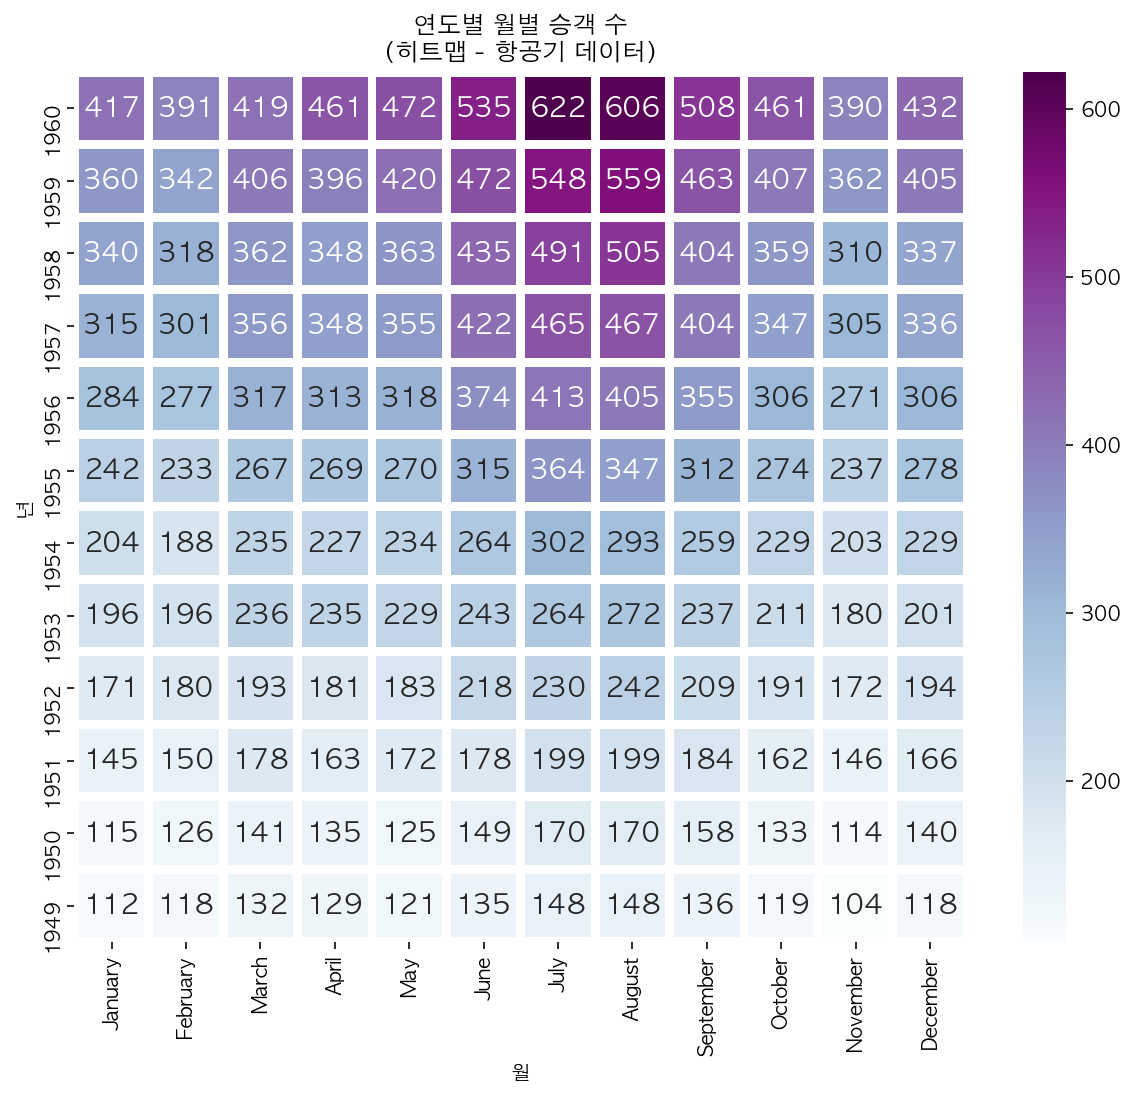 연도별 월별 승객 수
(히트맵 - 항공기 데이터)
1960 417 391 419 461 472 535 622 606 508 461 390 432
1959 360 342 406 396 420 472 548 559 463 407 362 405
1958 340 318 362 348 363 435 491 505 404 359 310 337
1957 315 301 356 348 355 422 465 467 404 347 305 336
1956 284 277 317 313 318 374 413 405 355 306 271 306
1955 242 233 267 269 270 315 364 347 312 274 237 278
1954 204 188 235 227 234 264 302 293 259 229 203 229
1953 196 196 236 235 229 243 264 272 237 211 180 201
1952 171 180 193 181 183 218 230 242 209 191 172 194
1951 145 150 178 163 172 178 199 199 184 162 146 166
1950 115 126 141 135 125 149 170 170 158 133 114 140
1949 112 118 132 129 121 135 148 148 136 119 104 118
년
January February March April May June July August September October November December
월
600
500
400
300
200